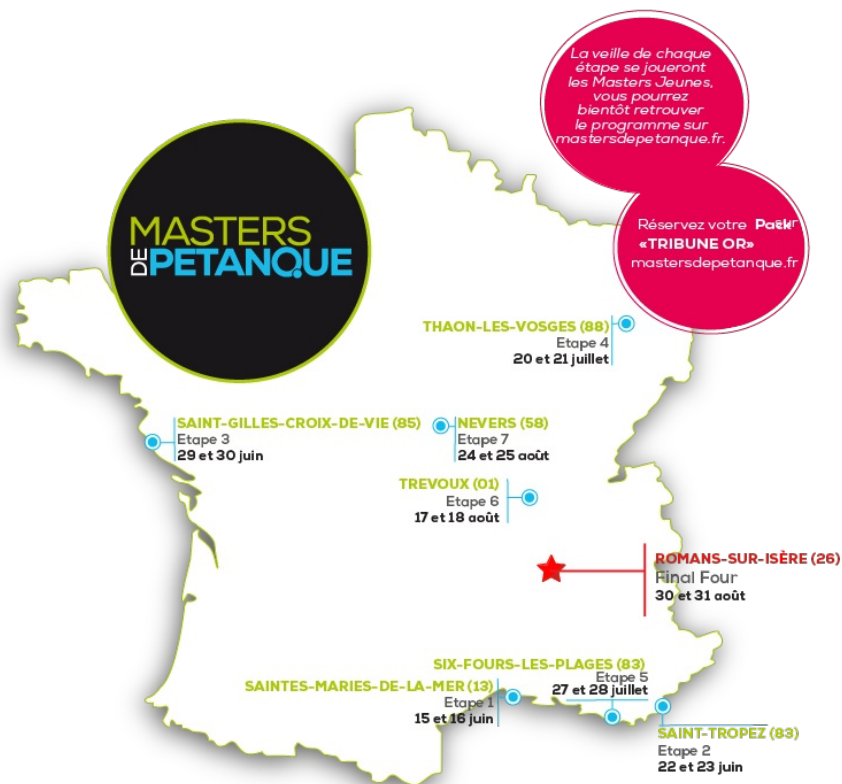 La veille de chaque
étape se joueront
les Masters Jeunes,
vous pourrez
bientôt retrouver
le programme sur
mastersdepetanque.fr.
Réservez votre Pack sur
«TRIBUNE OR»
mastersdepetanque.fr
MASTERS
DE PETANQUE
THAON-LES-VOSGES (88)
Etape 4
20 et 21 juillet
SAINT-GILLES-CROIX-DE-VIE (85)
Etape 3
29 et 30 juin
NEVERS (58)
Etape 7
24 et 25 août
TREVOUX (01)
Etape 6
17 et 18 août
ROMANS-SUR-ISÈRE (26)
Final Four
30 et 31 août
SIX-FOURS-LES-PLAGES (83)
Etape 5
27 et 28 juillet
SAINTES-MARIES-DE-LA-MER (13)
Etape 1
15 et 16 juin
SAINT-TROPEZ (83)
Etape 2
22 et 23 juin